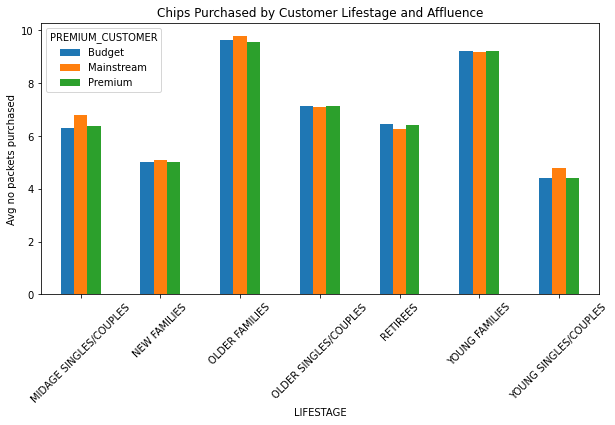 Chips Purchased by Customer Lifestage and Affluence
PREMIUM_CUSTOMER
Budget
Mainstream
Premium
Avg no packets purchased
10
8
6
4
2
0
MIDAGE SINGLES/COUPLES
NEW FAMILIES
OLDER FAMILIES
OLDER SINGLES/COUPLES
RETIREES
YOUNG FAMILIES
YOUNG SINGLES/COUPLES
LIFESTAGE